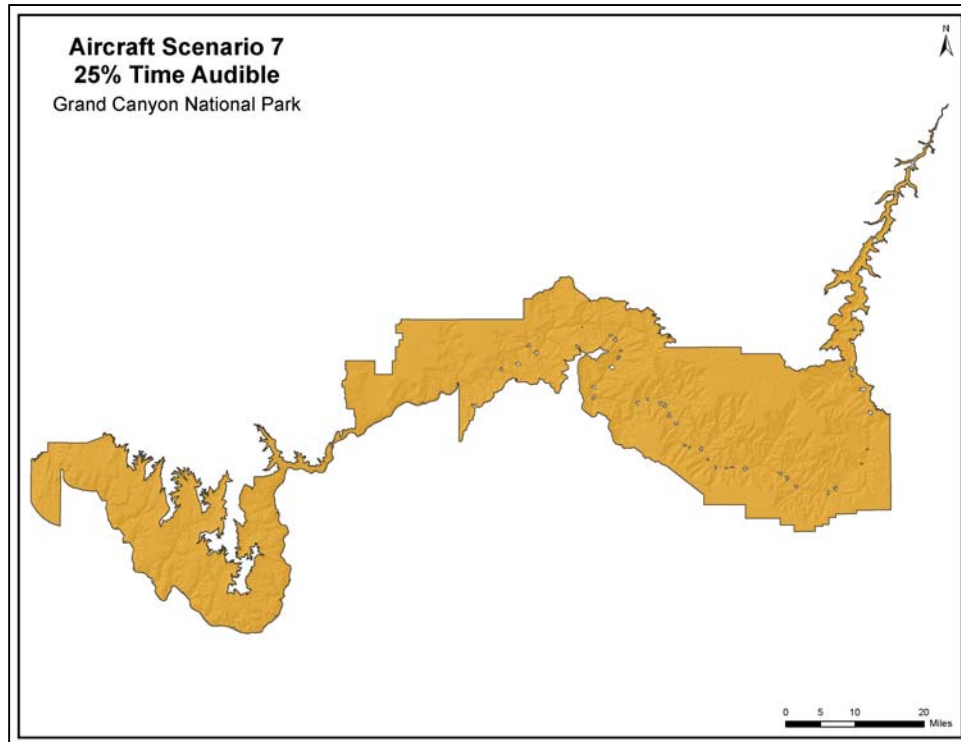 Aircraft Scenario 7
25% Time Audible
Grand Canyon National Park
N
0 5 10 20
Miles